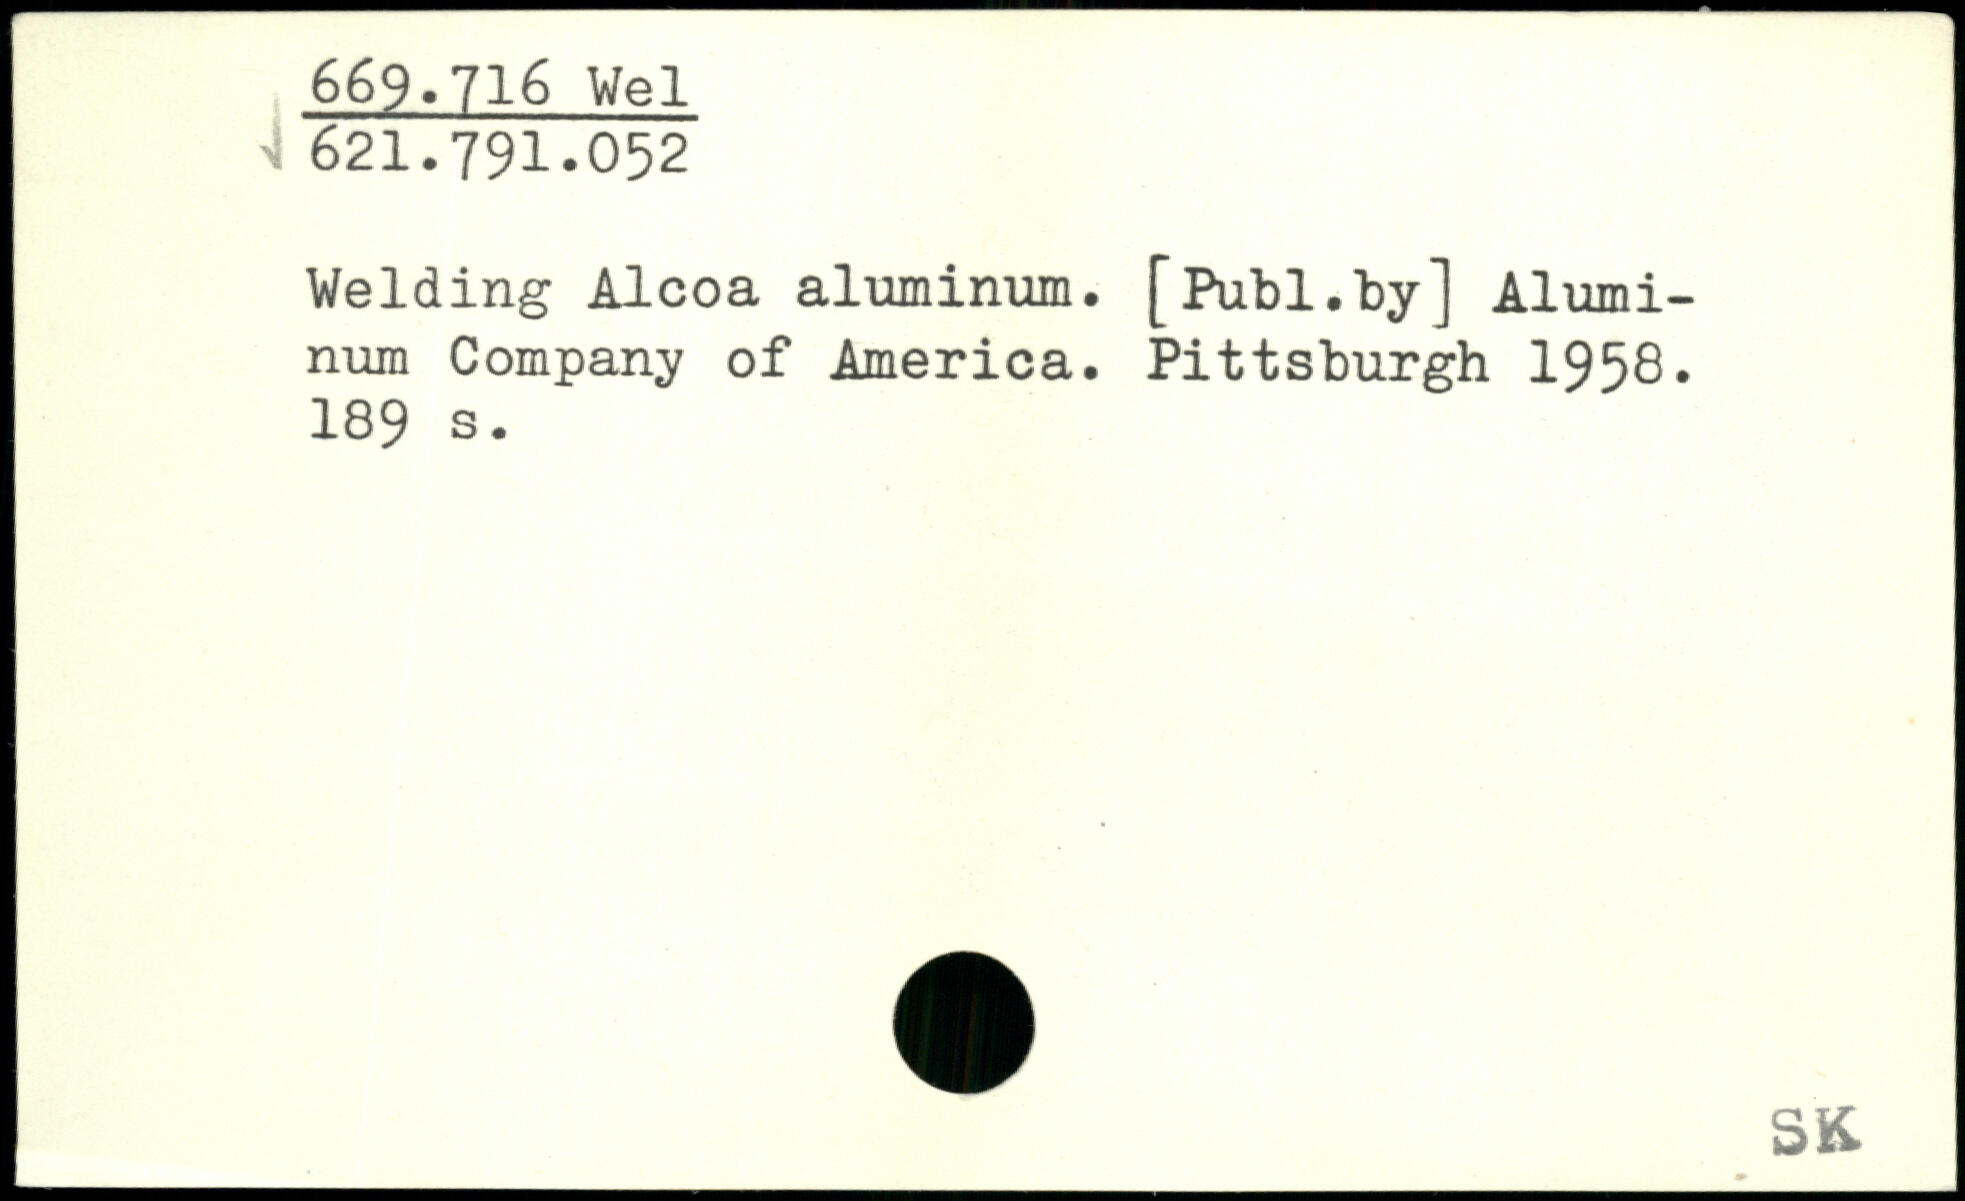 669.716 Wel
621.791.052
Welding Alcoa aluminum. [Publ.by] Alumi-
num Company of America. Pittsburgh 1958.
189 s.
SK